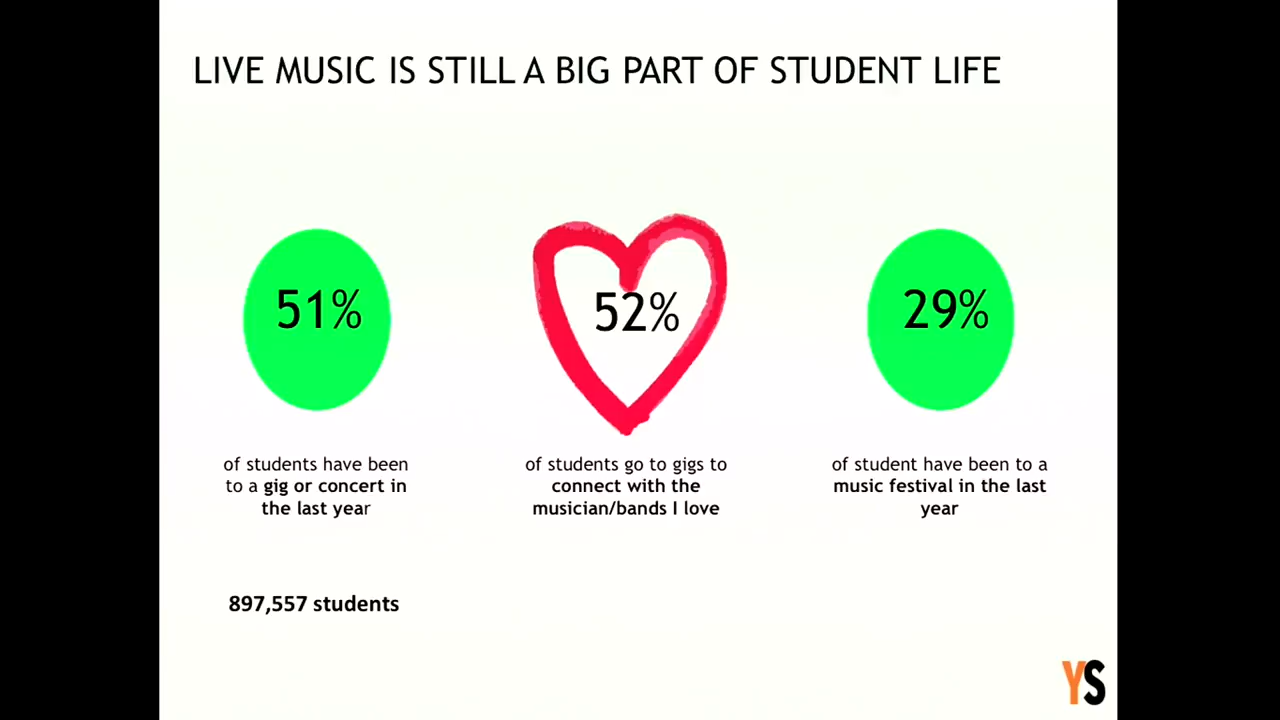 LIVE MUSIC IS STILL A BIG PART OF STUDENT LIFE
51%
of students have been
to a gig or concert in
the last year
52%
of students go to gigs to
connect with the
musician/bands I love
29%
of student have been to a
music festival in the last
year
897,557 students
YS